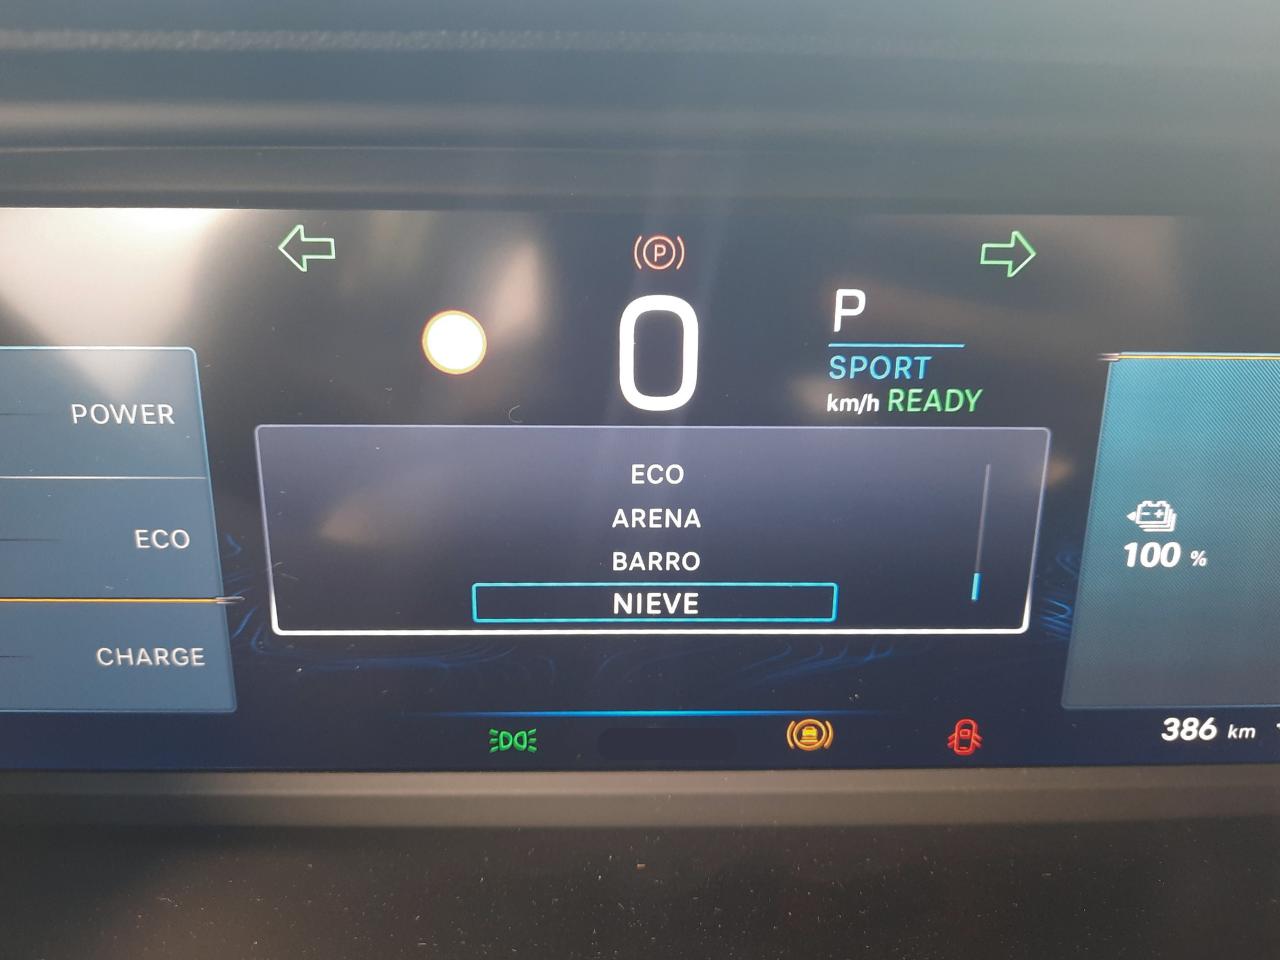 P
0
P
SPORT
km/h READY
POWER
ECO
CHARGE
ECO
ARENA
BARRO
NIEVE
100 %
386 km